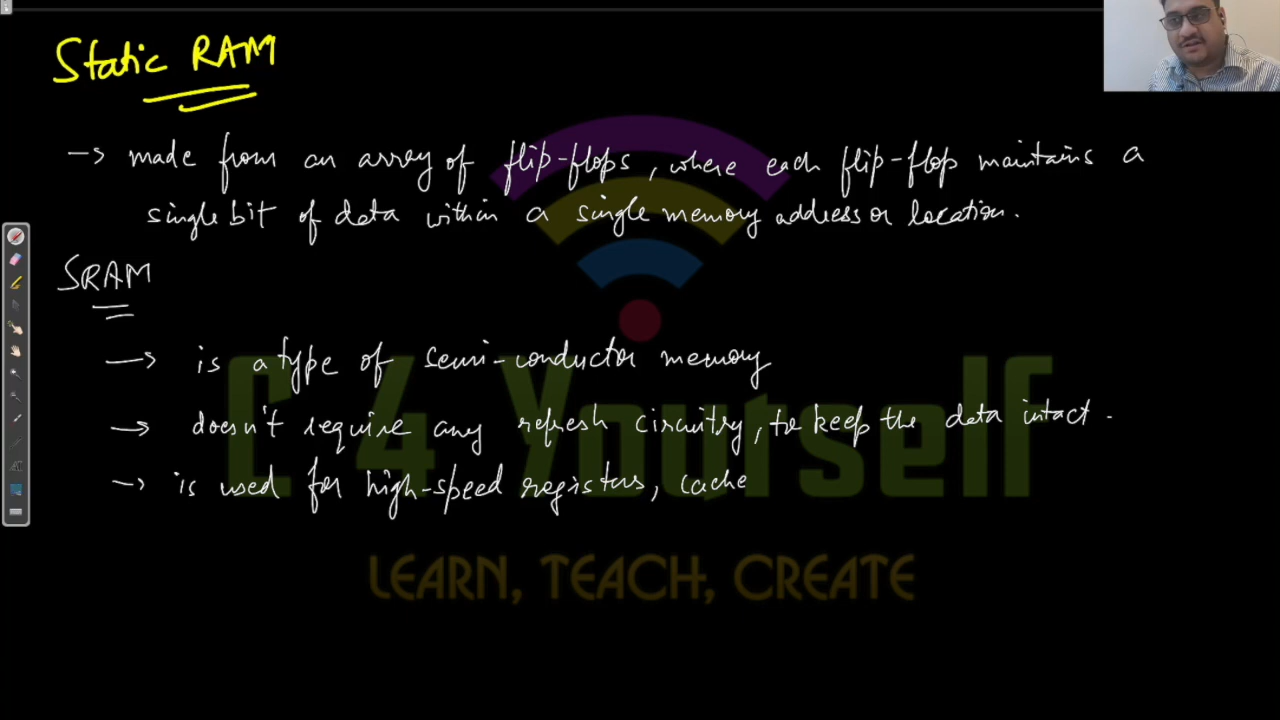 Static RAM
→ made from an array of flip-flops, where each flip-flop maintains a
single bit of data within a single memory address or location.
SRAM
→ is a type of semi-conductor memory
→ doesn't require any refresh circuitry, to keep the data intact.
→ is used for high-speed registers, cache
C 4 Yourself
LEARN, TEACH, CREATE